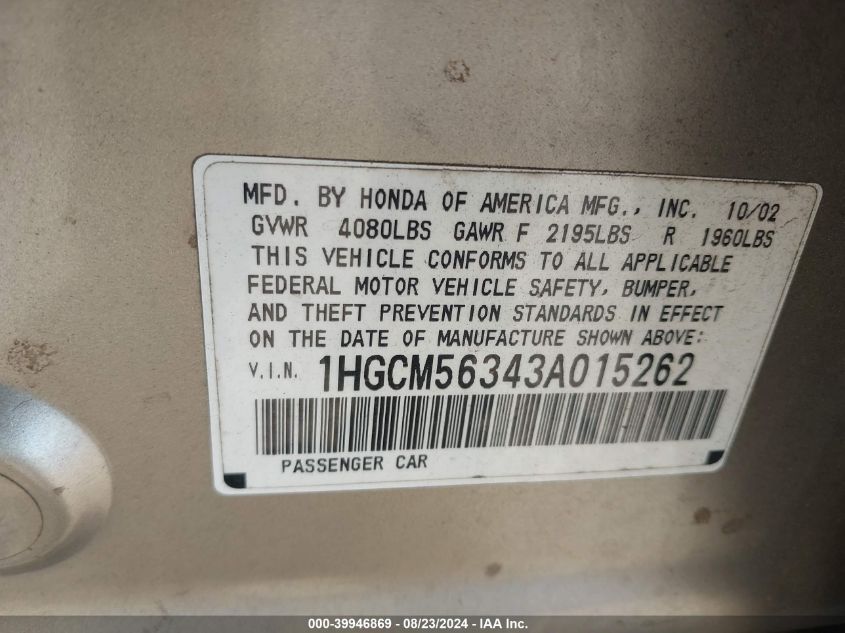 MFD. BY HONDA OF AMERICA MFG., INC. 10/02
GVWR 4080LBS GAWR F 2195LBS R 1960LBS
THIS VEHICLE CONFORMS TO ALL APPLICABLE
FEDERAL MOTOR VEHICLE SAFETY, BUMPER,
AND THEFT PREVENTION STANDARDS IN EFFECT
ON THE DATE OF MANUFACTURE SHOWN ABOVE:
V.I.N. 1HGCM56343A015262
PASSENGER CAR
000-39946869 - 08/23/2024 - IAA Inc.